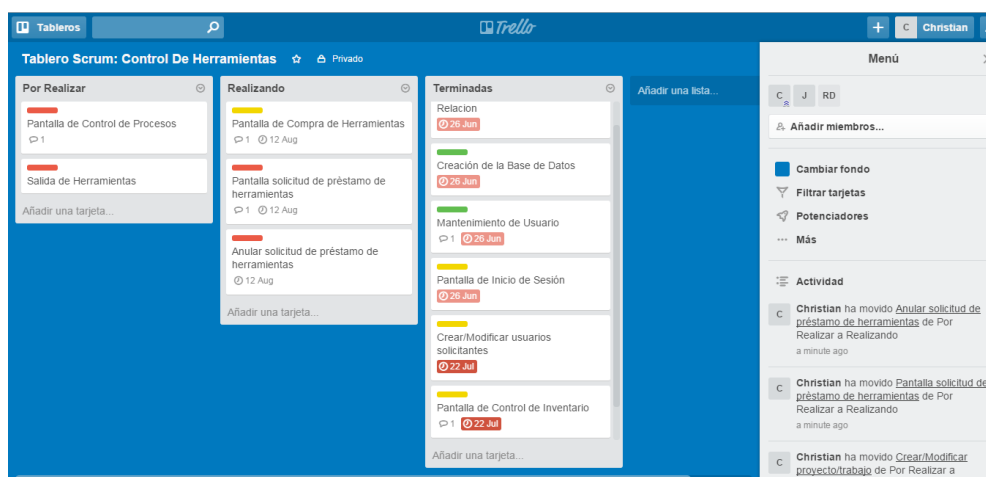 Tableros
Trello
C Christian
Tablero Scrum: Control De Herramientas Privado
Por Realizar
Pantalla de Control de Procesos
1
Salida de Herramientas
Añadir una tarjeta...
Realizando
Pantalla de Compra de Herramientas
1 12 Aug
Pantalla solicitud de prèstamo de
herramientas
1 12 Aug
Anular solicitud de préstamo de
herramientas
12 Aug
Añadir una tarjeta...
Terminadas
Relacion
26 Jun
Creación de la Base de Datos
26 Jun
Mantenimiento de Usuario
1 26 Jun
Pantalla de Inicio de Sesión
26 Jun
Crear/Modificar usuarios
solicitantes
22 Jul
Pantalla de Control de Inventario
1 22 Jul
Añadir una tarjeta...
Añadir una lista...
Menú
C J RD
Añadir miembros...
Cambiar fondo
Filtrar tarjetas
Potenciadores
Más
Actividad
C Christian ha movido Anular solicitud de
préstamo de herramientas de Por
Realizar a Realizando
a minute ago
C Christian ha movido Pantalla solicitud de
prèstamo de herramientas de Por
Realizar a Realizando
a minute ago
C Christian ha movido Crear/Modificar
proyecto/trabajo de Por Realizar a